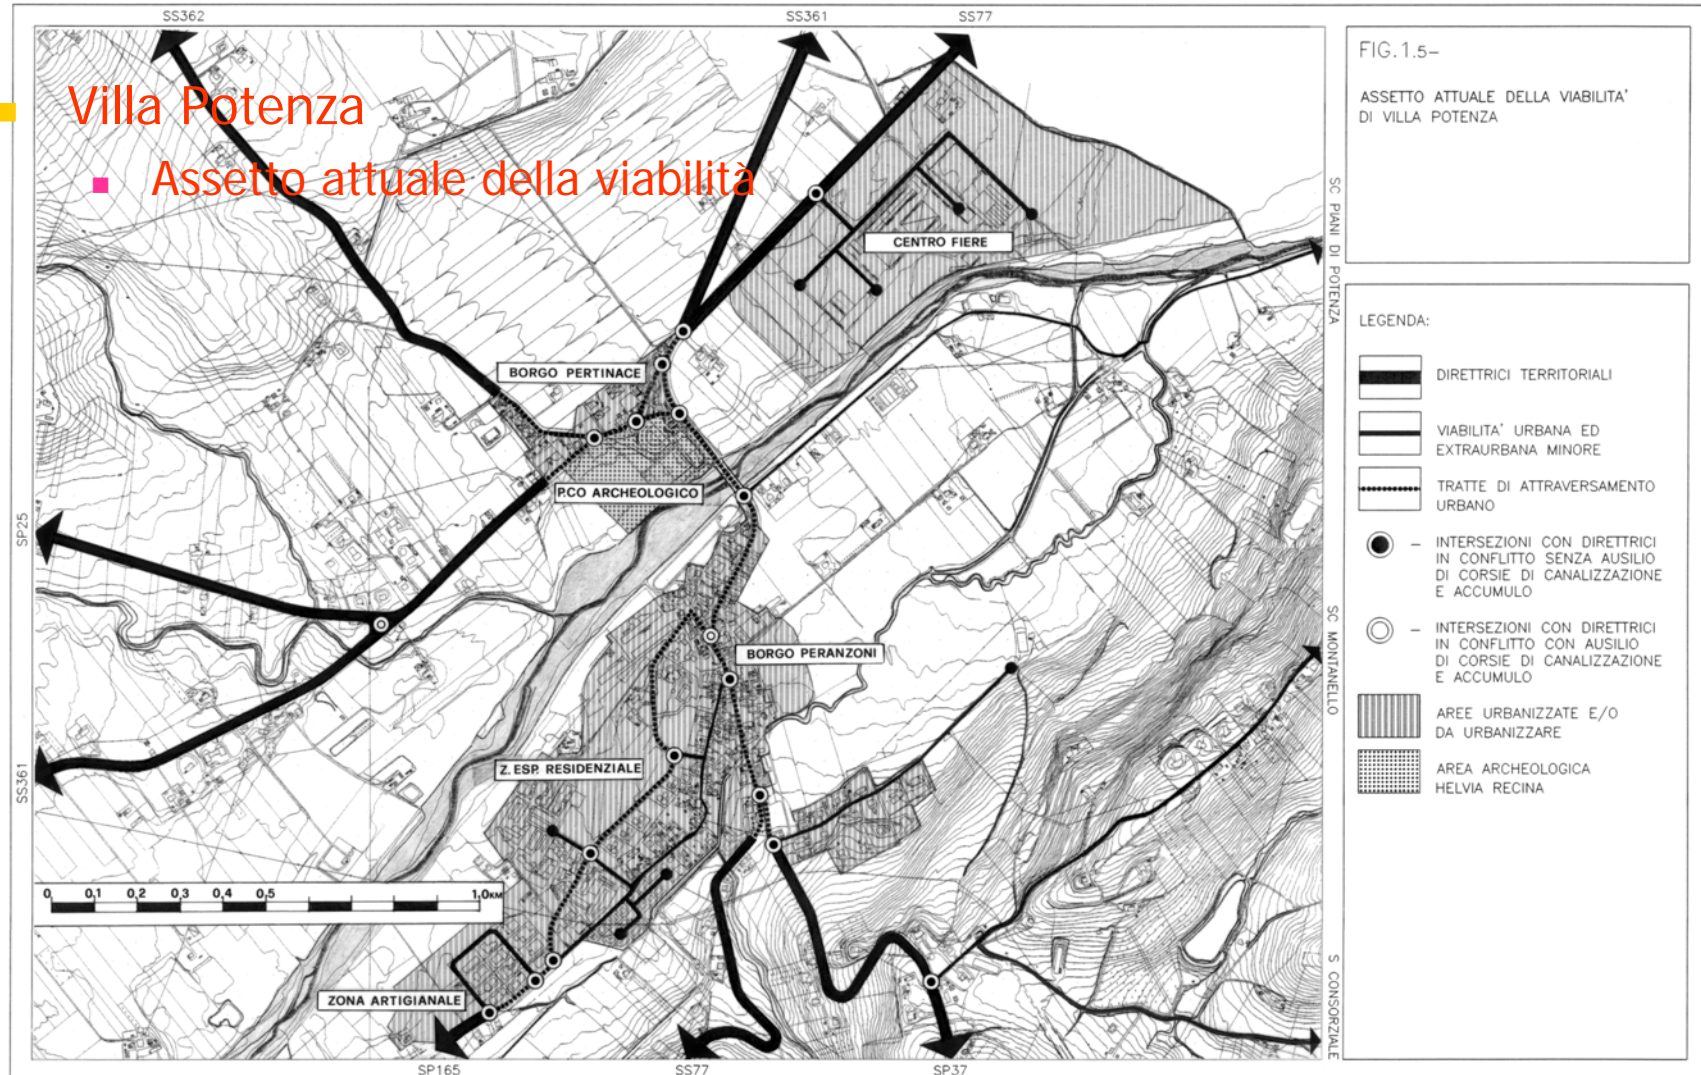 SS362
SS361
SS77
Villa Potenza
Assetto attuale della viabilità
FIG.1.5-
ASSETTO ATTUALE DELLA VIABILITA'
DI VILLA POTENZA
SC PIANI DI POTENZA
CENTRO FIERE
BORGO PERTINACE
P.CO ARCHEOLOGICO
SP25
SC MONTANELLO
BORGO PERANZONI
Z. ESP. RESIDENZIALE
SS361
0 0,1 0,2 0,3 0,4 0,5 1,0KM
ZONA ARTIGIANALE
S CONSORZIALE
SP165
SS77
SP37
LEGENDA:
DIRETTRICI TERRITORIALI
VIABILITA' URBANA ED
EXTRAURBANA MINORE
TRATTE DI ATTRAVERSAMENTO
URBANO
– INTERSEZIONI CON DIRETTRICI
IN CONFLITTO SENZA AUSILIO
DI CORSIE DI CANALIZZAZIONE
E ACCUMULO
– INTERSEZIONI CON DIRETTRICI
IN CONFLITTO CON AUSILIO
DI CORSIE DI CANALIZZAZIONE
E ACCUMULO
AREE URBANIZZATE E/O
DA URBANIZZARE
AREA ARCHEOLOGICA
HELVIA RECINA